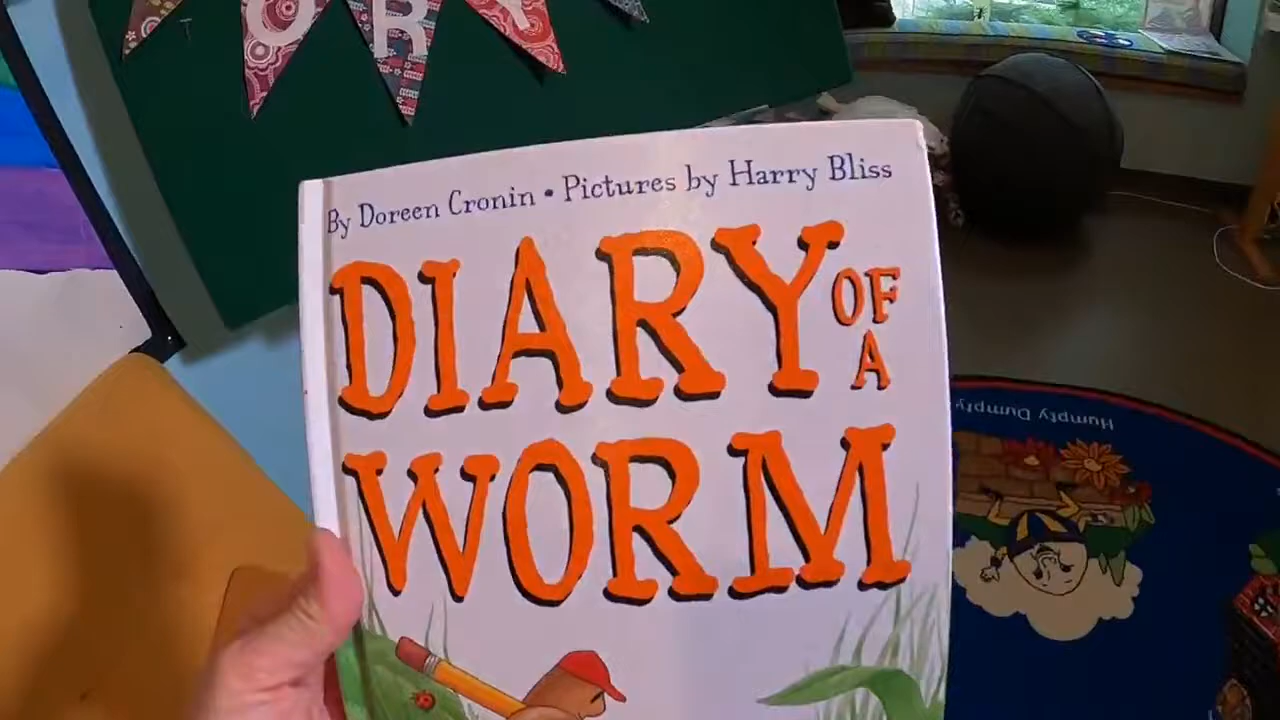 O R Y
By Doreen Cronin • Pictures by Harry Bliss
DIARY OF
A
WORM
Humpty Dumpty